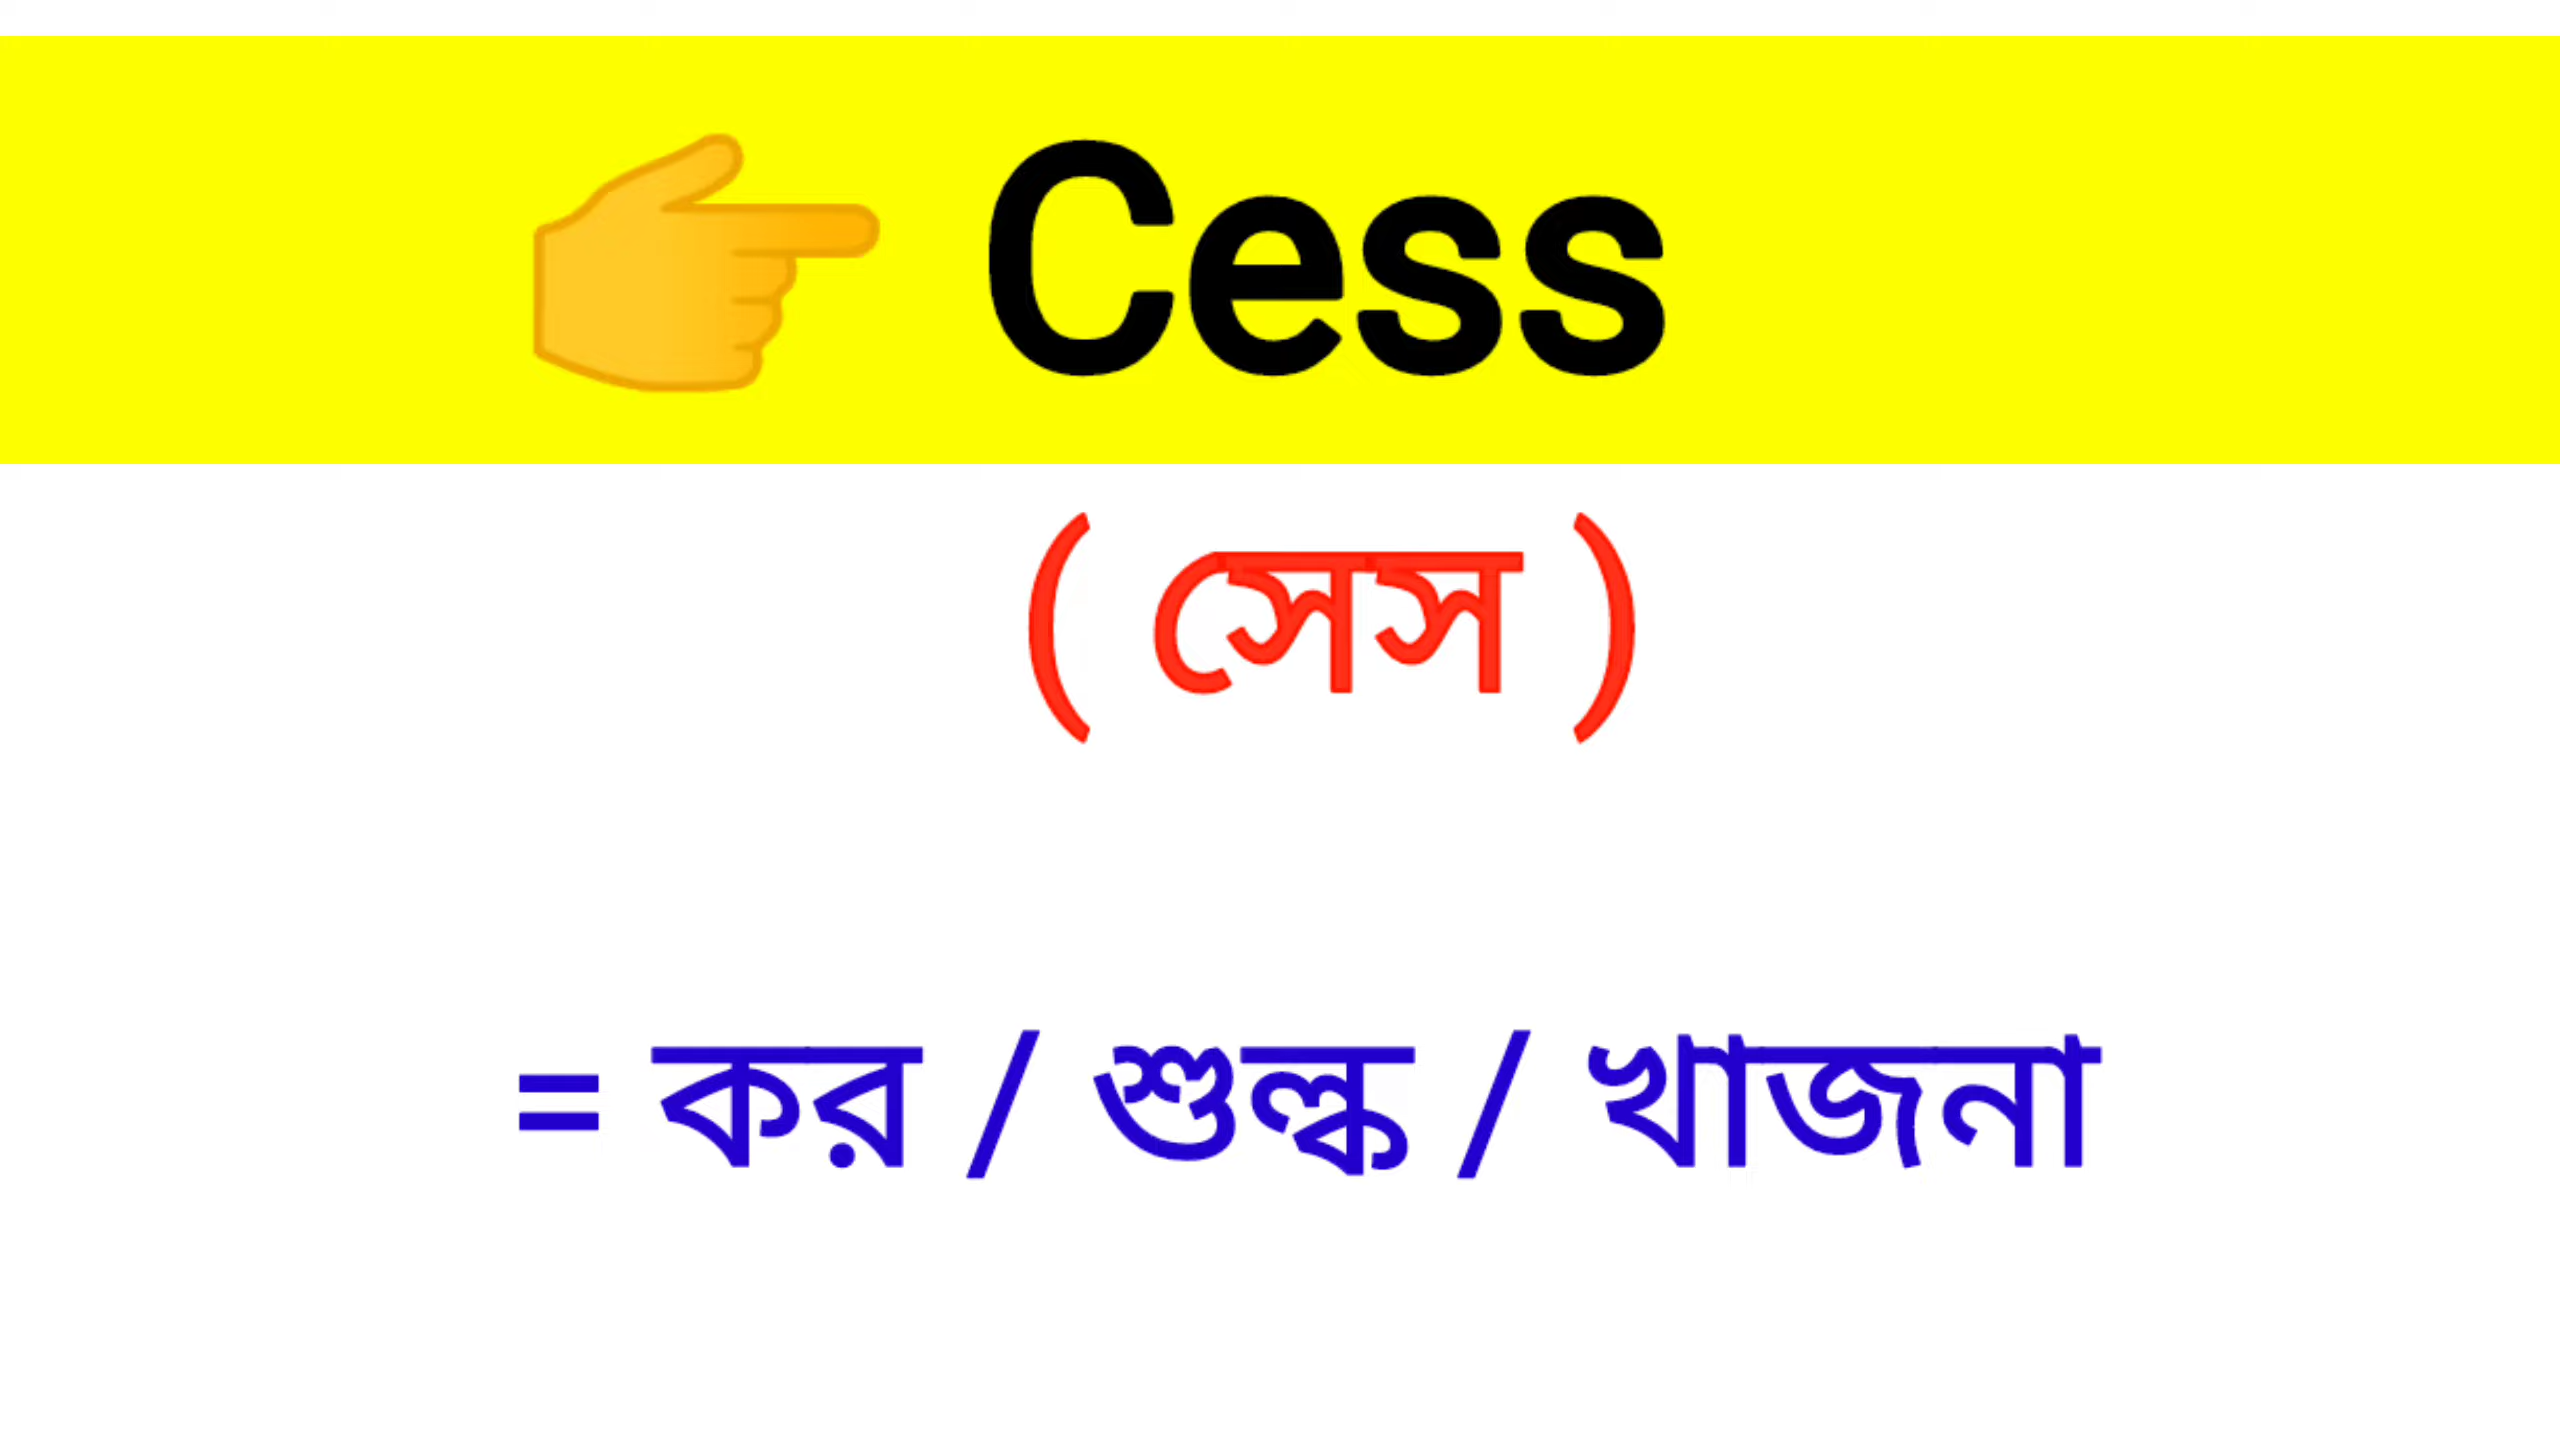 👉 Cess
( সেস )
= কর / শুল্ক / খাজনা